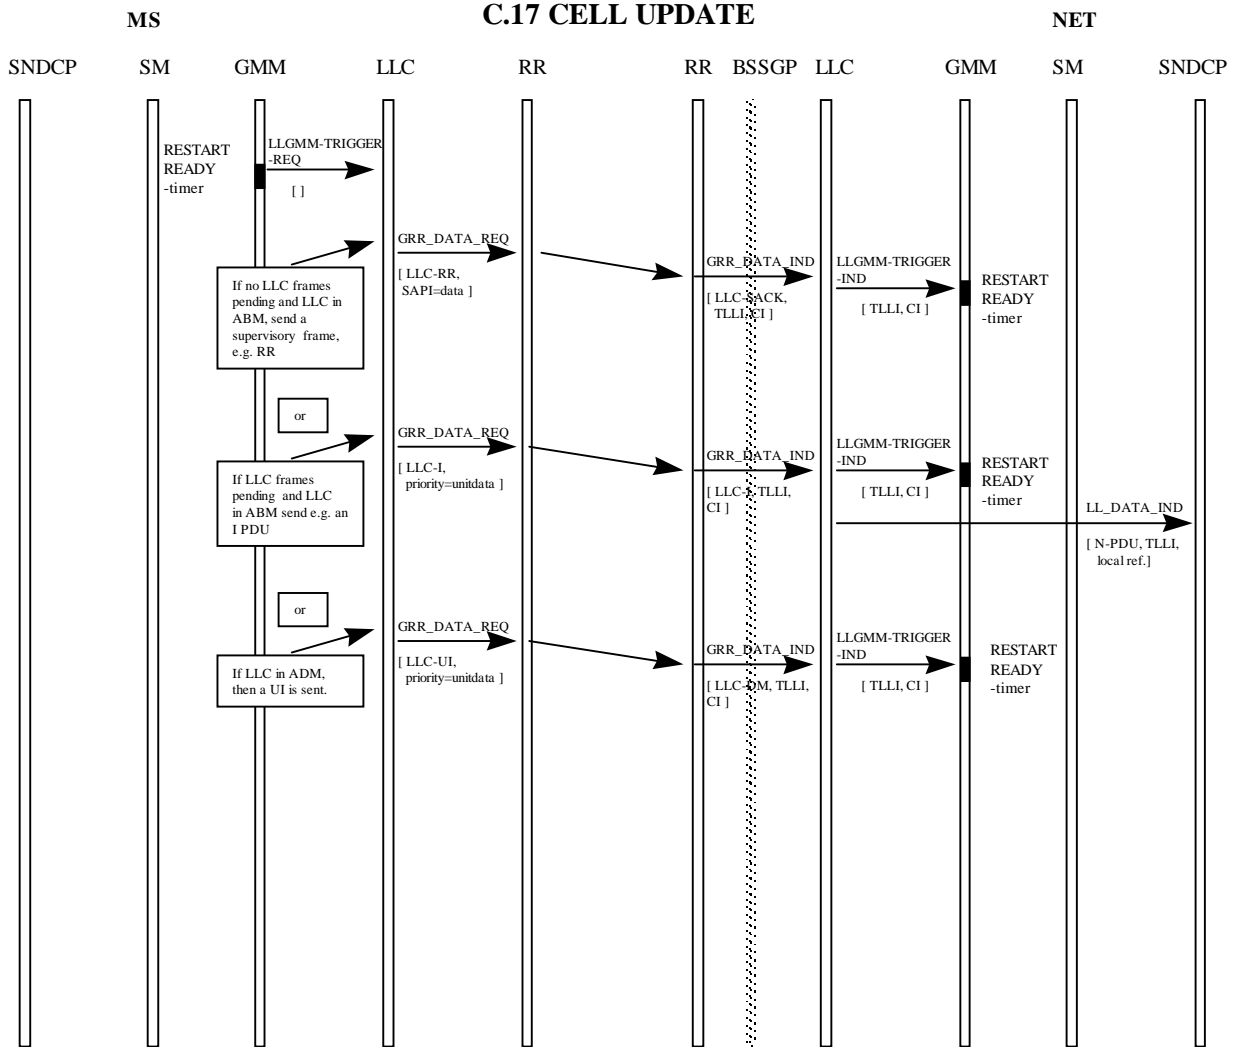 C.17 CELL UPDATE
MS
NET
SNDCP SM GMM LLC RR RR BSSGP LLC GMM SM SNDCP
RESTART
READY
-timer
LLGMM-TRIGGER
-REQ
[ ]
GRR_DATA_REQ
[ LLC-RR,
SAPI=data ]
GRR_DATA_IND
[ LLC-SACK,
TLLI, CI ]
LLGMM-TRIGGER
-IND
[ TLLI, CI ]
RESTART
READY
-timer
If no LLC frames
pending and LLC in
ABM, send a
supervisory frame,
e.g. RR
or
GRR_DATA_REQ
[ LLC-I,
priority=unitdata ]
GRR_DATA_IND
[ LLC-I, TLLI,
CI ]
LLGMM-TRIGGER
-IND
[ TLLI, CI ]
RESTART
READY
-timer
If LLC frames
pending and LLC
in ABM send e.g. an
I PDU
LL_DATA_IND
[ N-PDU, TLLI,
local ref.]
or
GRR_DATA_REQ
[ LLC-UI,
priority=unitdata ]
GRR_DATA_IND
[ LLC-DM, TLLI,
CI ]
LLGMM-TRIGGER
-IND
[ TLLI, CI ]
RESTART
READY
-timer
If LLC in ADM,
then a UI is sent.